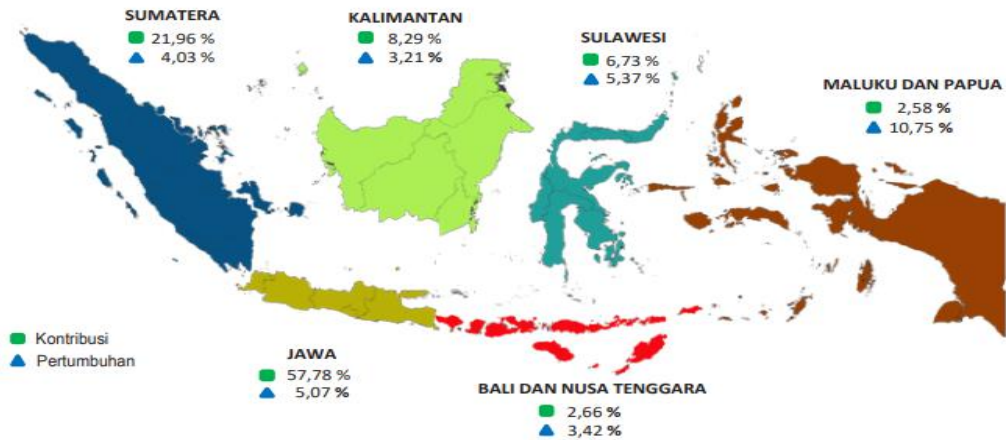 SUMATERA
21,96 %
4,03 %
KALIMANTAN
8,29 %
3,21 %
SULAWESI
6,73 %
5,37 %
MALUKU DAN PAPUA
2,58 %
10,75 %
Kontribusi
Pertumbuhan
JAWA
57,78 %
5,07 %
BALI DAN NUSA TENGGARA
2,66 %
3,42 %